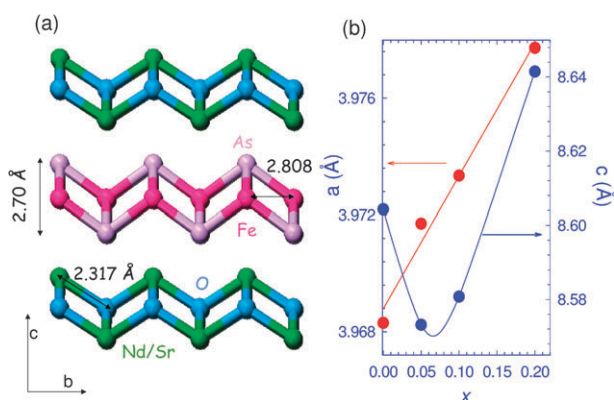 (a)
As
2.808
2.70 Å
Fe
2.317 Å
O
Nd/Sr
c
b
(b)
3.976
3.972
3.968
a (Å)
8.64
8.62
8.60
8.58
c (Å)
0.00 0.05 0.10 0.15 0.20
x